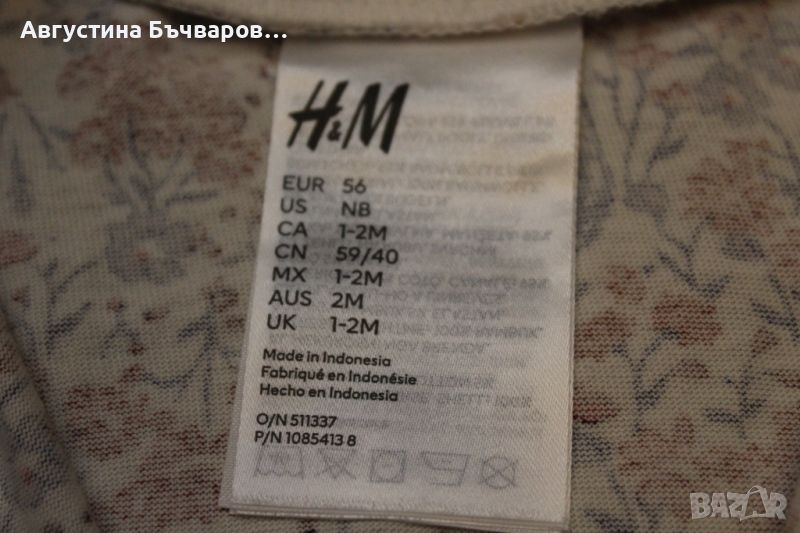 Августина Бъчваров...
H&M
EUR 56
US NB
CA 1-2M
CN 59/40
MX 1-2M
AUS 2M
UK 1-2M
Made in Indonesia
Fabriqué en Indonésie
Hecho en Indonesia
O/N 511337
P/N 1085413 8
BAZAR